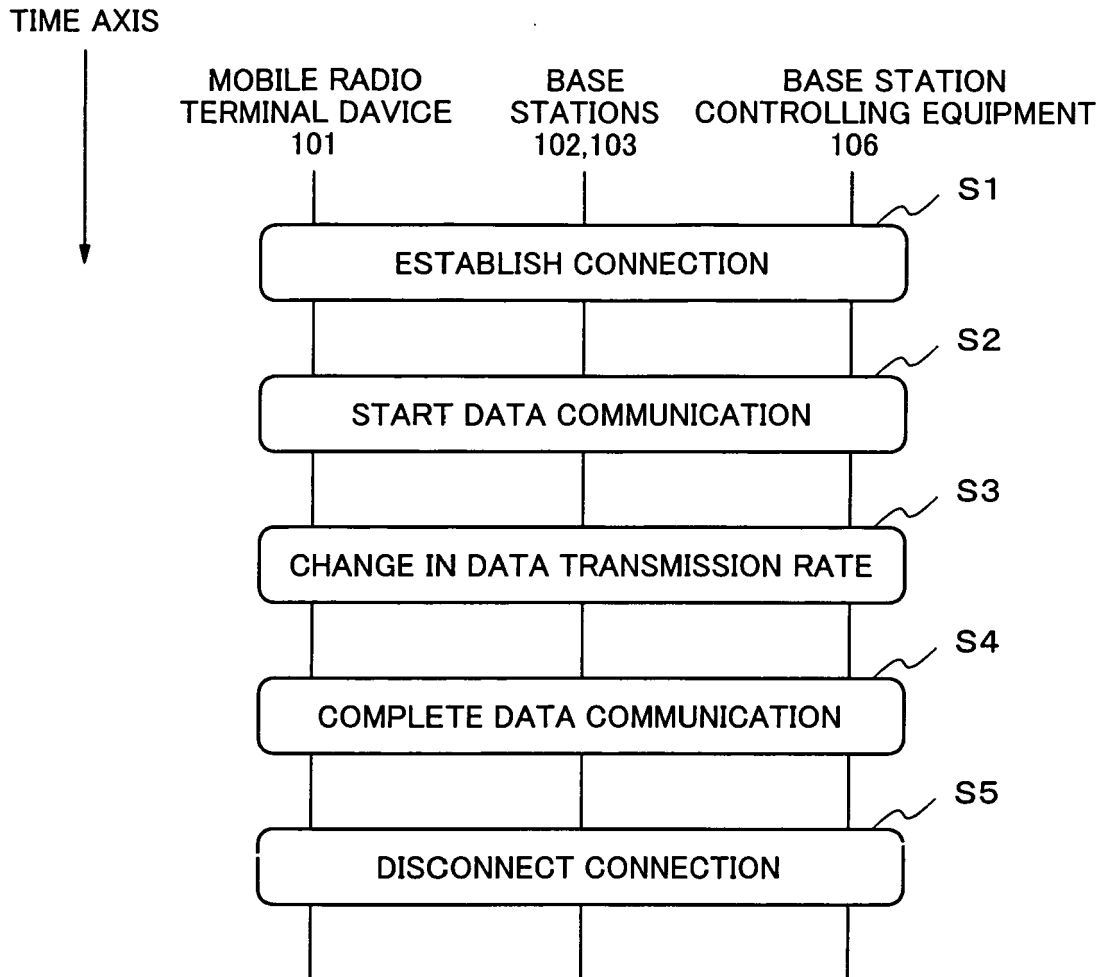 TIME AXIS
MOBILE RADIO
TERMINAL DAVICE
101
BASE
STATIONS
102,103
BASE STATION
CONTROLLING EQUIPMENT
106
S1
ESTABLISH CONNECTION
S2
START DATA COMMUNICATION
S3
CHANGE IN DATA TRANSMISSION RATE
S4
COMPLETE DATA COMMUNICATION
S5
DISCONNECT CONNECTION